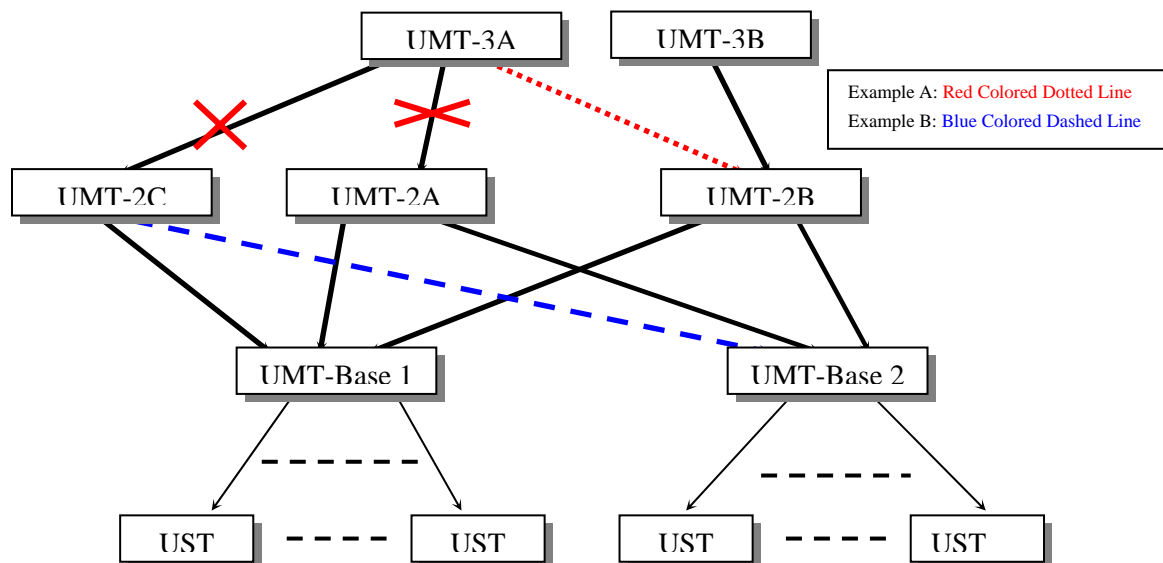 UMT-3A
UMT-3B
Example A: Red Colored Dotted Line
Example B: Blue Colored Dashed Line
UMT-2C
UMT-2A
UMT-2B
UMT-Base 1
UMT-Base 2
UST
UST
UST
UST